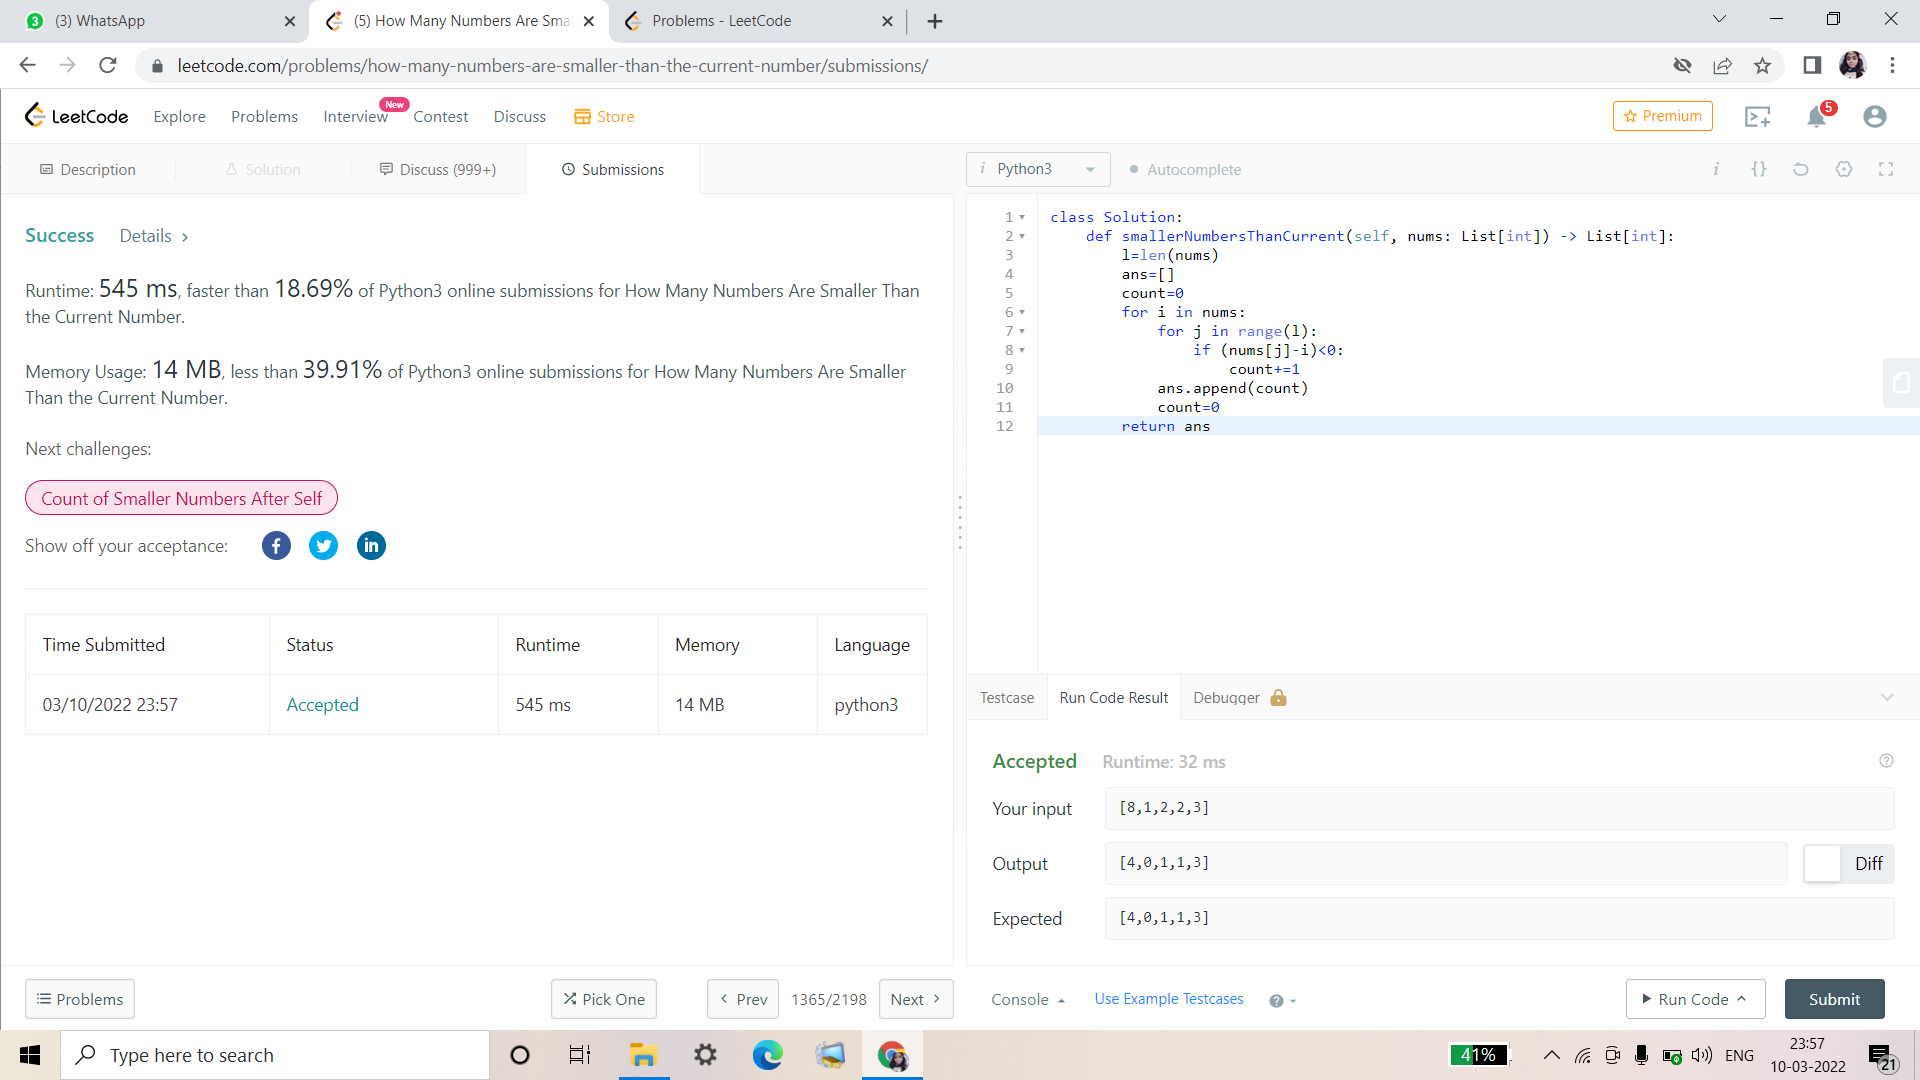 (3) WhatsApp
(5) How Many Numbers Are Sma
Problems - LeetCode
leetcode.com/problems/how-many-numbers-are-smaller-than-the-current-number/submissions/
LeetCode
Explore
Problems
Interview
New
Contest
Discuss
Store
Premium
5
Description
Solution
Discuss (999+)
Submissions
i Python3
Autocomplete
i
{}
Success
Details >
Runtime: 545 ms, faster than 18.69% of Python3 online submissions for How Many Numbers Are Smaller Than
the Current Number.
Memory Usage: 14 MB, less than 39.91% of Python3 online submissions for How Many Numbers Are Smaller
Than the Current Number.
Next challenges:
Count of Smaller Numbers After Self
Show off your acceptance:
f
in
Time Submitted Status Runtime Memory Language
03/10/2022 23:57 Accepted 545 ms 14 MB python3
1 class Solution:
2     def smallerNumbersThanCurrent(self, nums: List[int]) -> List[int]:
3         l=len(nums)
4         ans=[]
5         count=0
6         for i in nums:
7             for j in range(l):
8                 if (nums[j]-i)<0:
9                     count+=1
10             ans.append(count)
11             count=0
12         return ans
Testcase
Run Code Result
Debugger
Accepted
Runtime: 32 ms
?
Your input
[8,1,2,2,3]
Output
[4,0,1,1,3]
Diff
Expected
[4,0,1,1,3]
Problems
Pick One
< Prev
1365/2198
Next >
Console
Use Example Testcases
?
Run Code
Submit
Type here to search
41%
ENG
23:57
10-03-2022
21